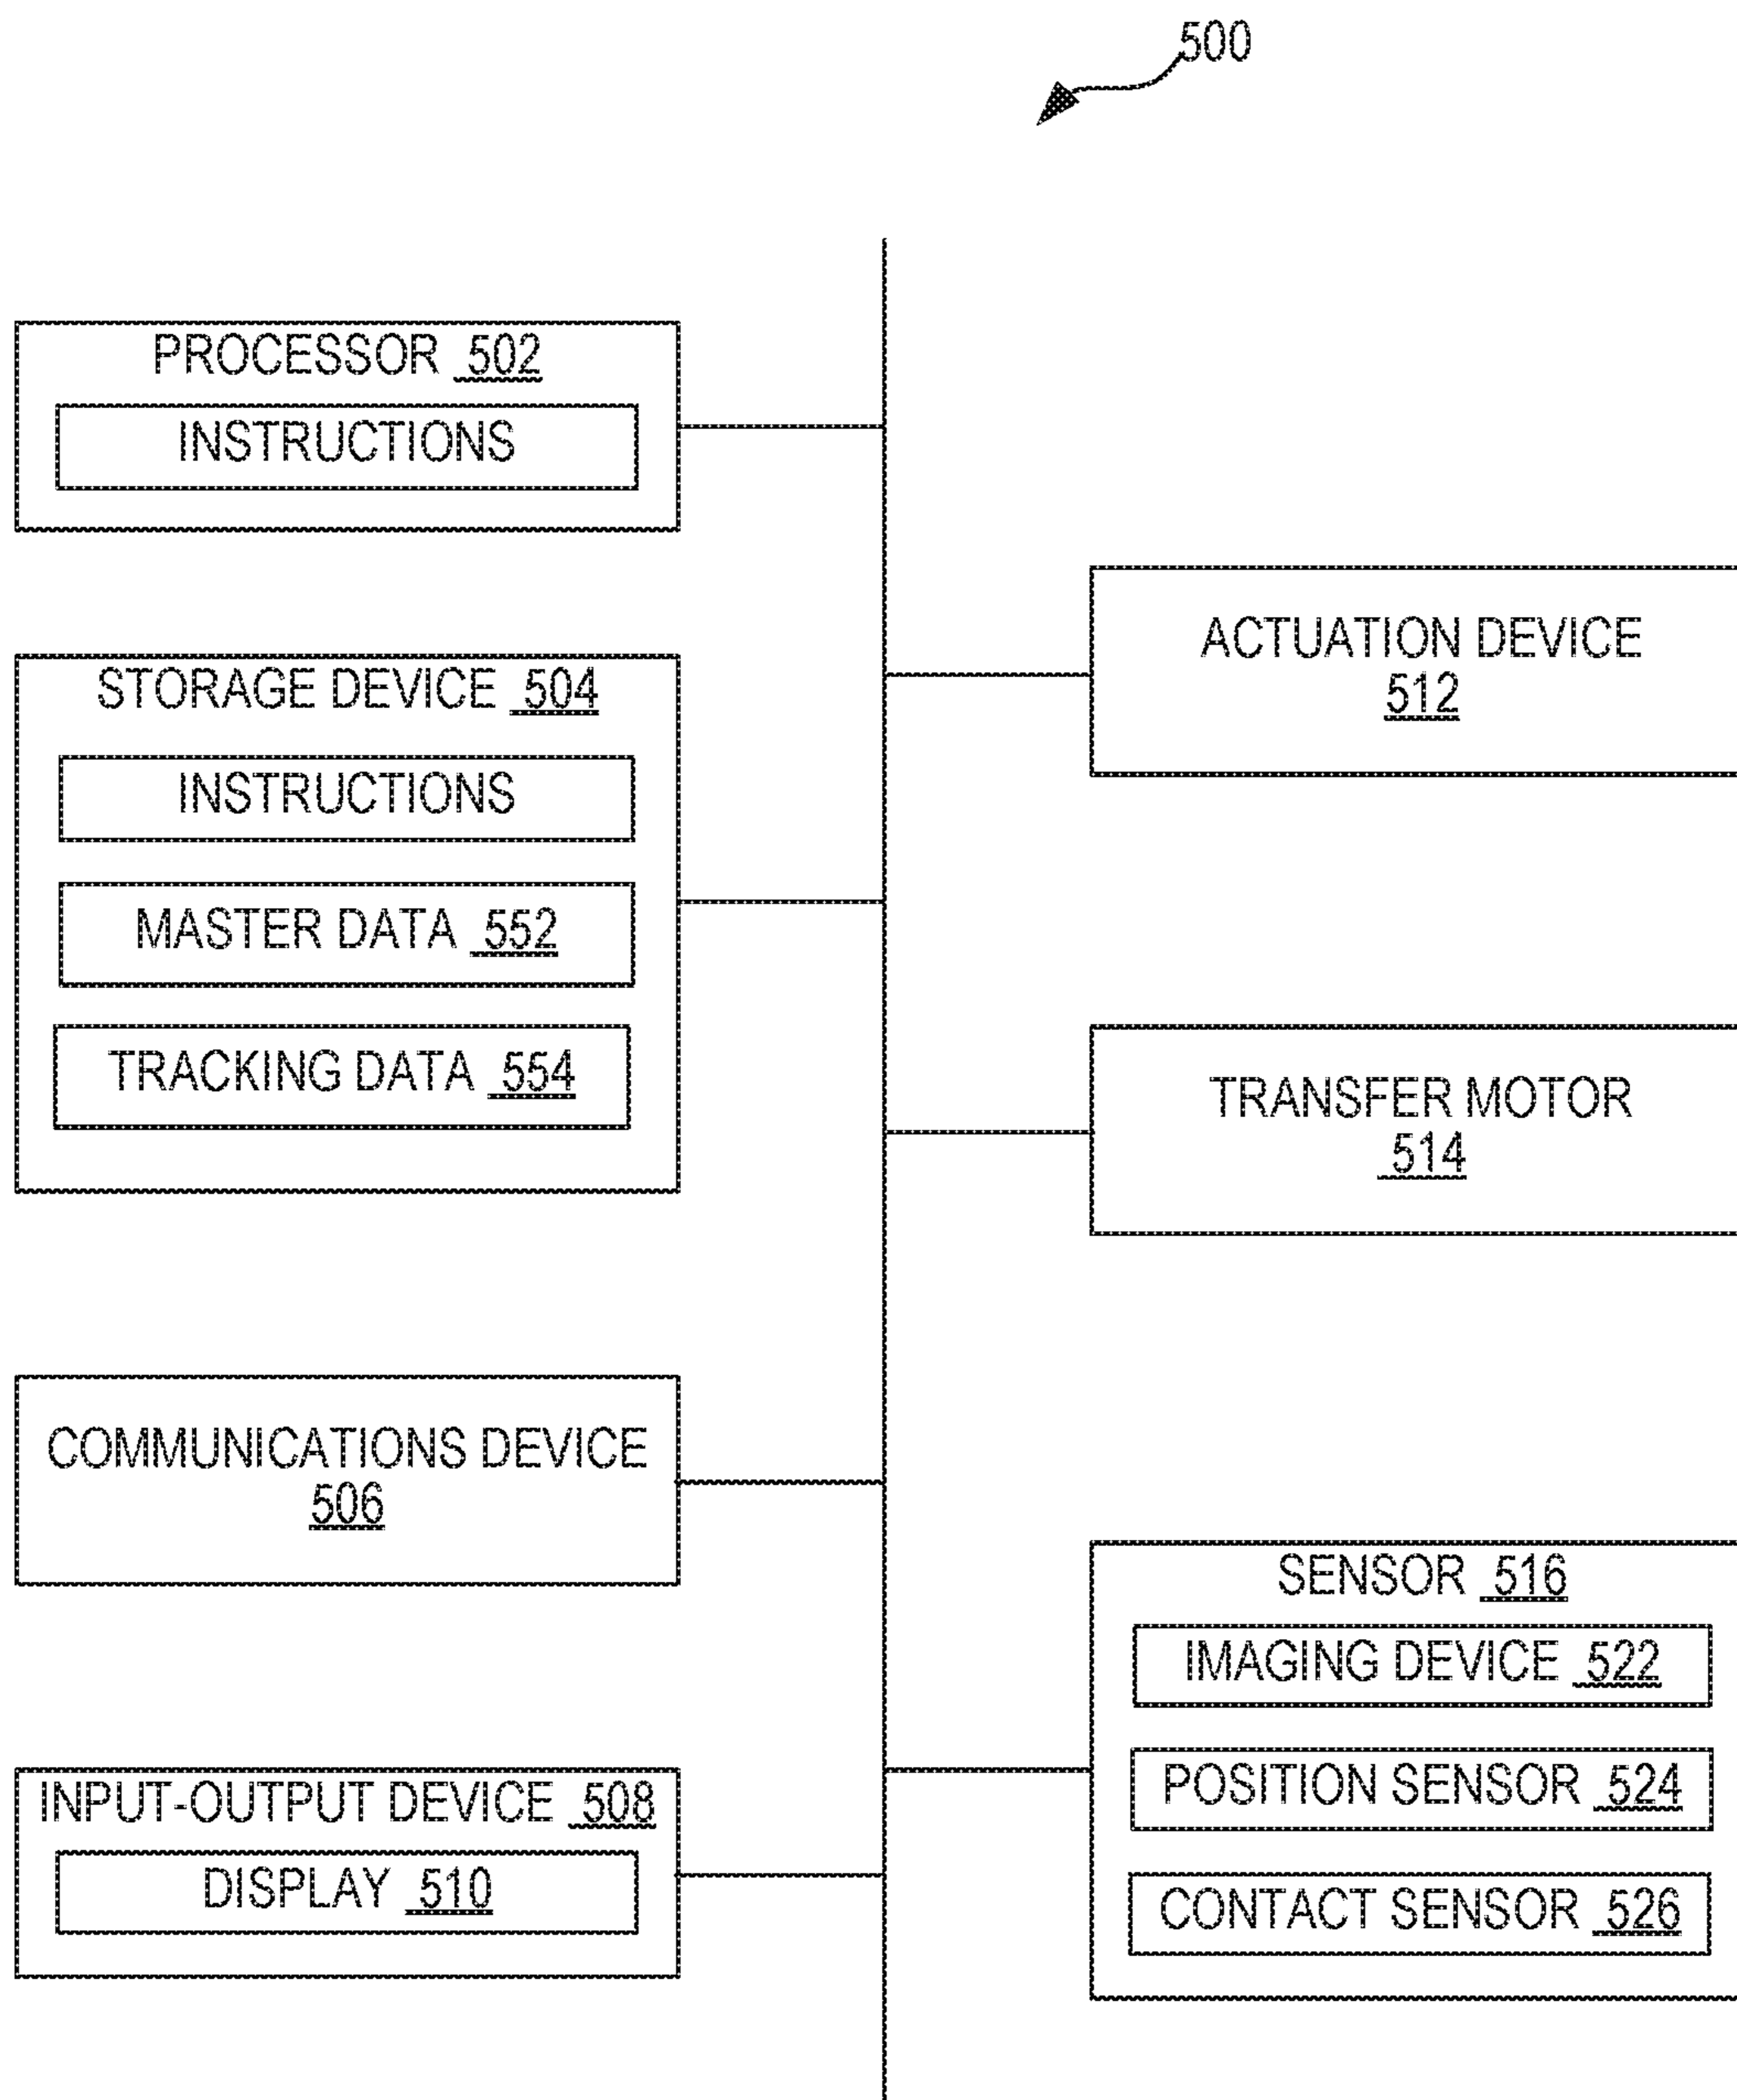 500
PROCESSOR 502
INSTRUCTIONS
STORAGE DEVICE 504
INSTRUCTIONS
MASTER DATA 552
TRACKING DATA 554
COMMUNICATIONS DEVICE
506
INPUT-OUTPUT DEVICE 508
DISPLAY 510
ACTUATION DEVICE
512
TRANSFER MOTOR
514
SENSOR 516
IMAGING DEVICE 522
POSITION SENSOR 524
CONTACT SENSOR 526